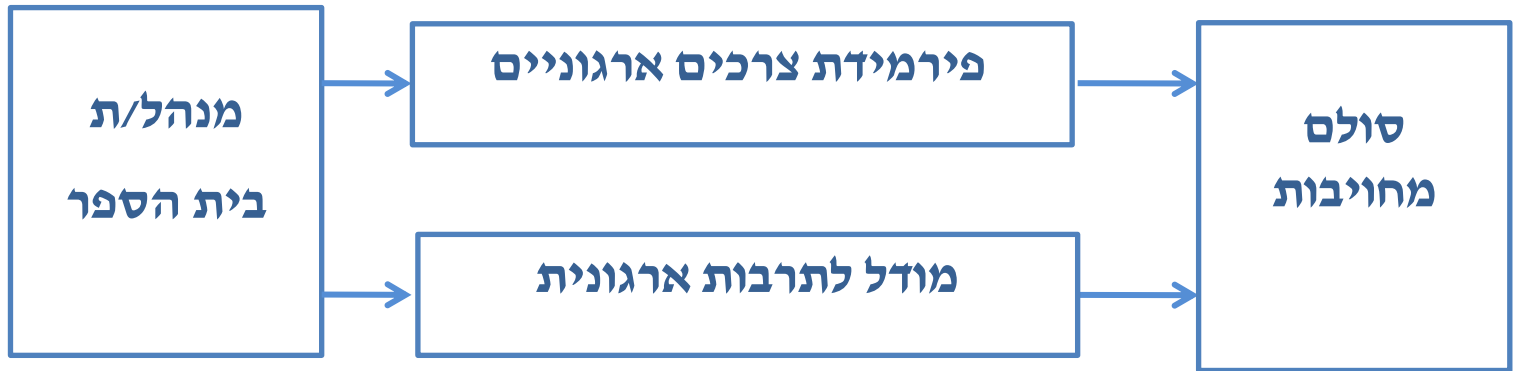 מנהל/ת
בית הספר
פירמידת צרכים ארגוניים
מודל לתרבות ארגונית
סולם
מחויבות